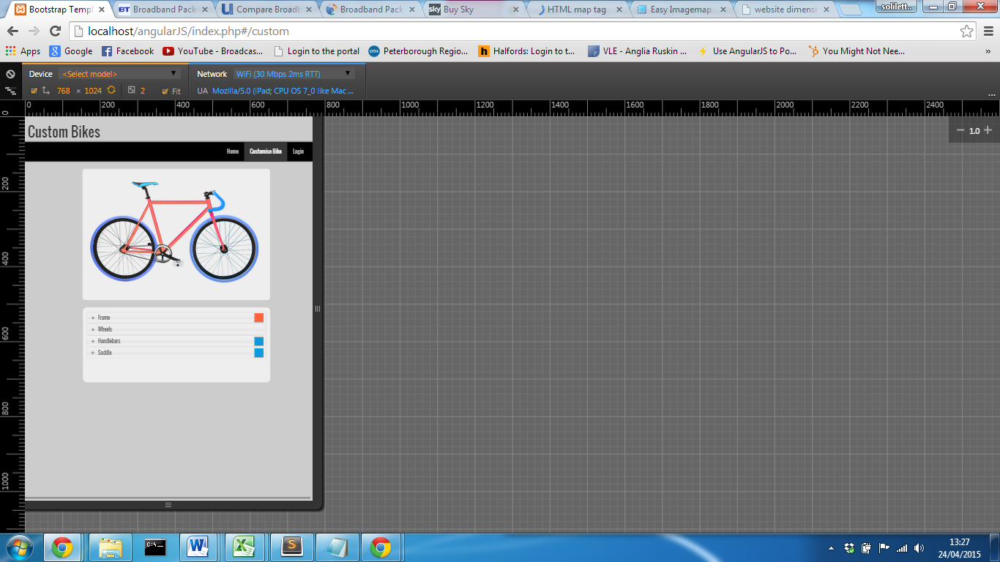 Bootstrap Templ
BT Broadband Pack
Compare Broadb
Broadband Pack
sky Buy Sky
HTML map tag
Easy Imagemap
website dimensi
solilett..
localhost/angularJS/index.php#/custom
Apps Google Facebook YouTube - Broadcas... Login to the portal OTH Peterborough Regio... h Halfords: Login to t... VLE - Anglia Ruskin ... Use AngularJS to Po... You Might Not Nee... »
Device <Select model> Network WiFi (30 Mbps 2ms RTT)
768 × 1024 2 Fit UA Mozilla/5.0 (iPad; CPU OS 7_0 like Mac ... ...
0 200 400 600 800 1000 1200 1400 1600 1800 2000 2200 2400
0
200
400
600
800
1000
− 1.0 +
Custom Bikes
Home Customise Bike Login
+ Frame
+ Wheels
+ Handlebars
+ Saddle
C:\
W X S
13:27
24/04/2015